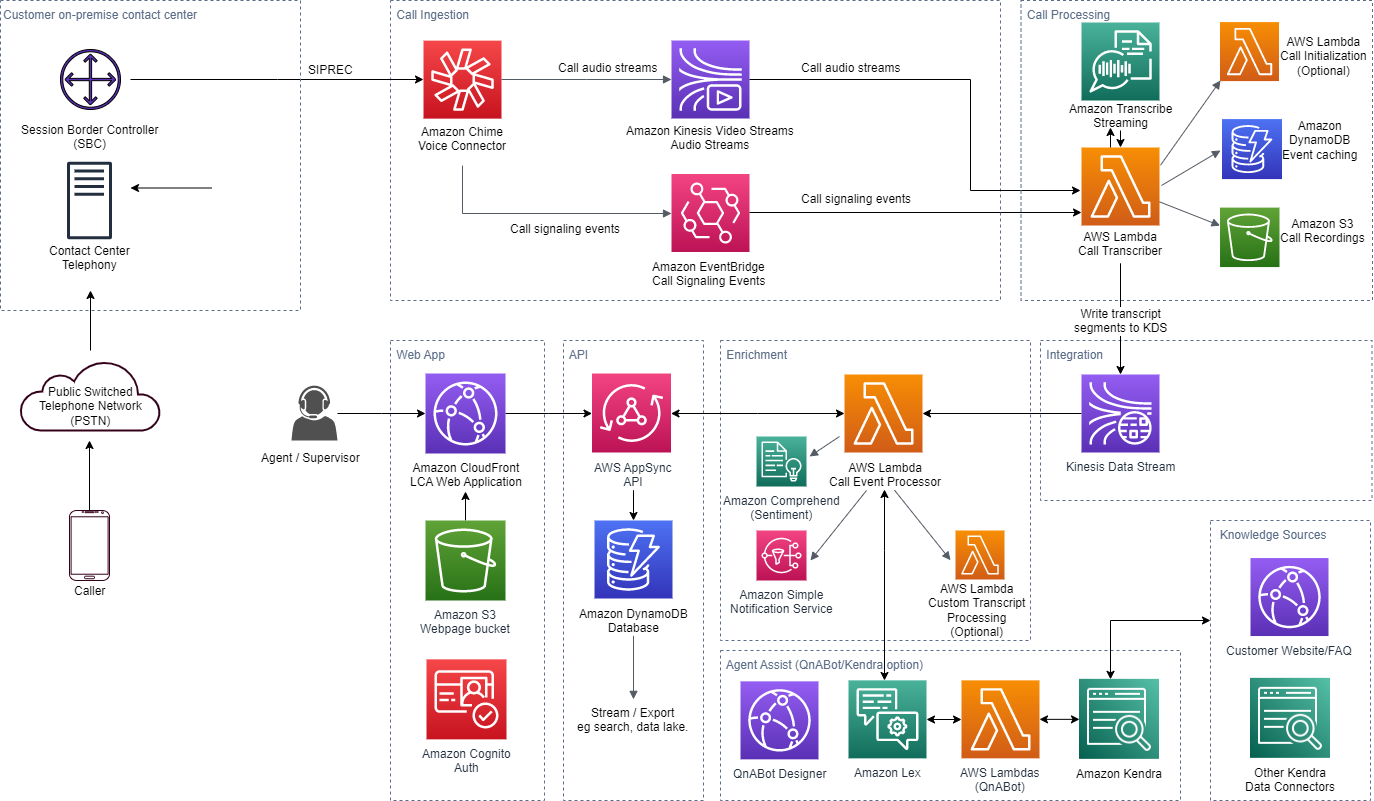 Customer on-premise contact center
Session Border Controller
(SBC)
Contact Center
Telephony
SIPREC
Call Ingestion
Amazon Chime
Voice Connector
Call audio streams
Amazon Kinesis Video Streams
Audio Streams
Call audio streams
Call signaling events
Amazon EventBridge
Call Signaling Events
Call signaling events
Call Processing
Amazon Transcribe
Streaming
AWS Lambda
Call Initialization
(Optional)
Amazon
DynamoDB
Event caching
AWS Lambda
Call Transcriber
Amazon S3
Call Recordings
Write transcript
segments to KDS
Public Switched
Telephone Network
(PSTN)
Caller
Agent / Supervisor
Web App
Amazon CloudFront
LCA Web Application
Amazon S3
Webpage bucket
Amazon Cognito
Auth
API
AWS AppSync
API
Amazon DynamoDB
Database
Stream / Export
eg search, data lake.
Enrichment
AWS Lambda
Call Event Processor
Amazon Comprehend
(Sentiment)
Amazon Simple
Notification Service
AWS Lambda
Custom Transcript
Processing
(Optional)
Integration
Kinesis Data Stream
Agent Assist (QnABot/Kendra option)
QnABot Designer
Amazon Lex
AWS Lambdas
(QnABot)
Amazon Kendra
Knowledge Sources
Customer Website/FAQ
Other Kendra
Data Connectors